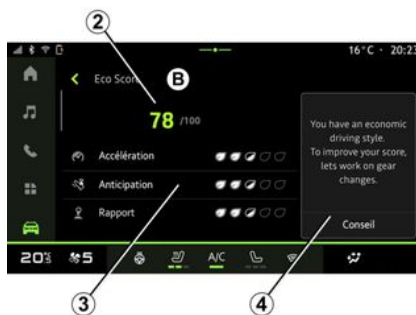 2
16°C · 20:23
Eco Score
B
78 /100
You have an economic
driving style.
To improve your score,
lets work on gear
changes.
Accélération
Anticipation
Rapport
Conseil
20°5
5
A/C
3
4